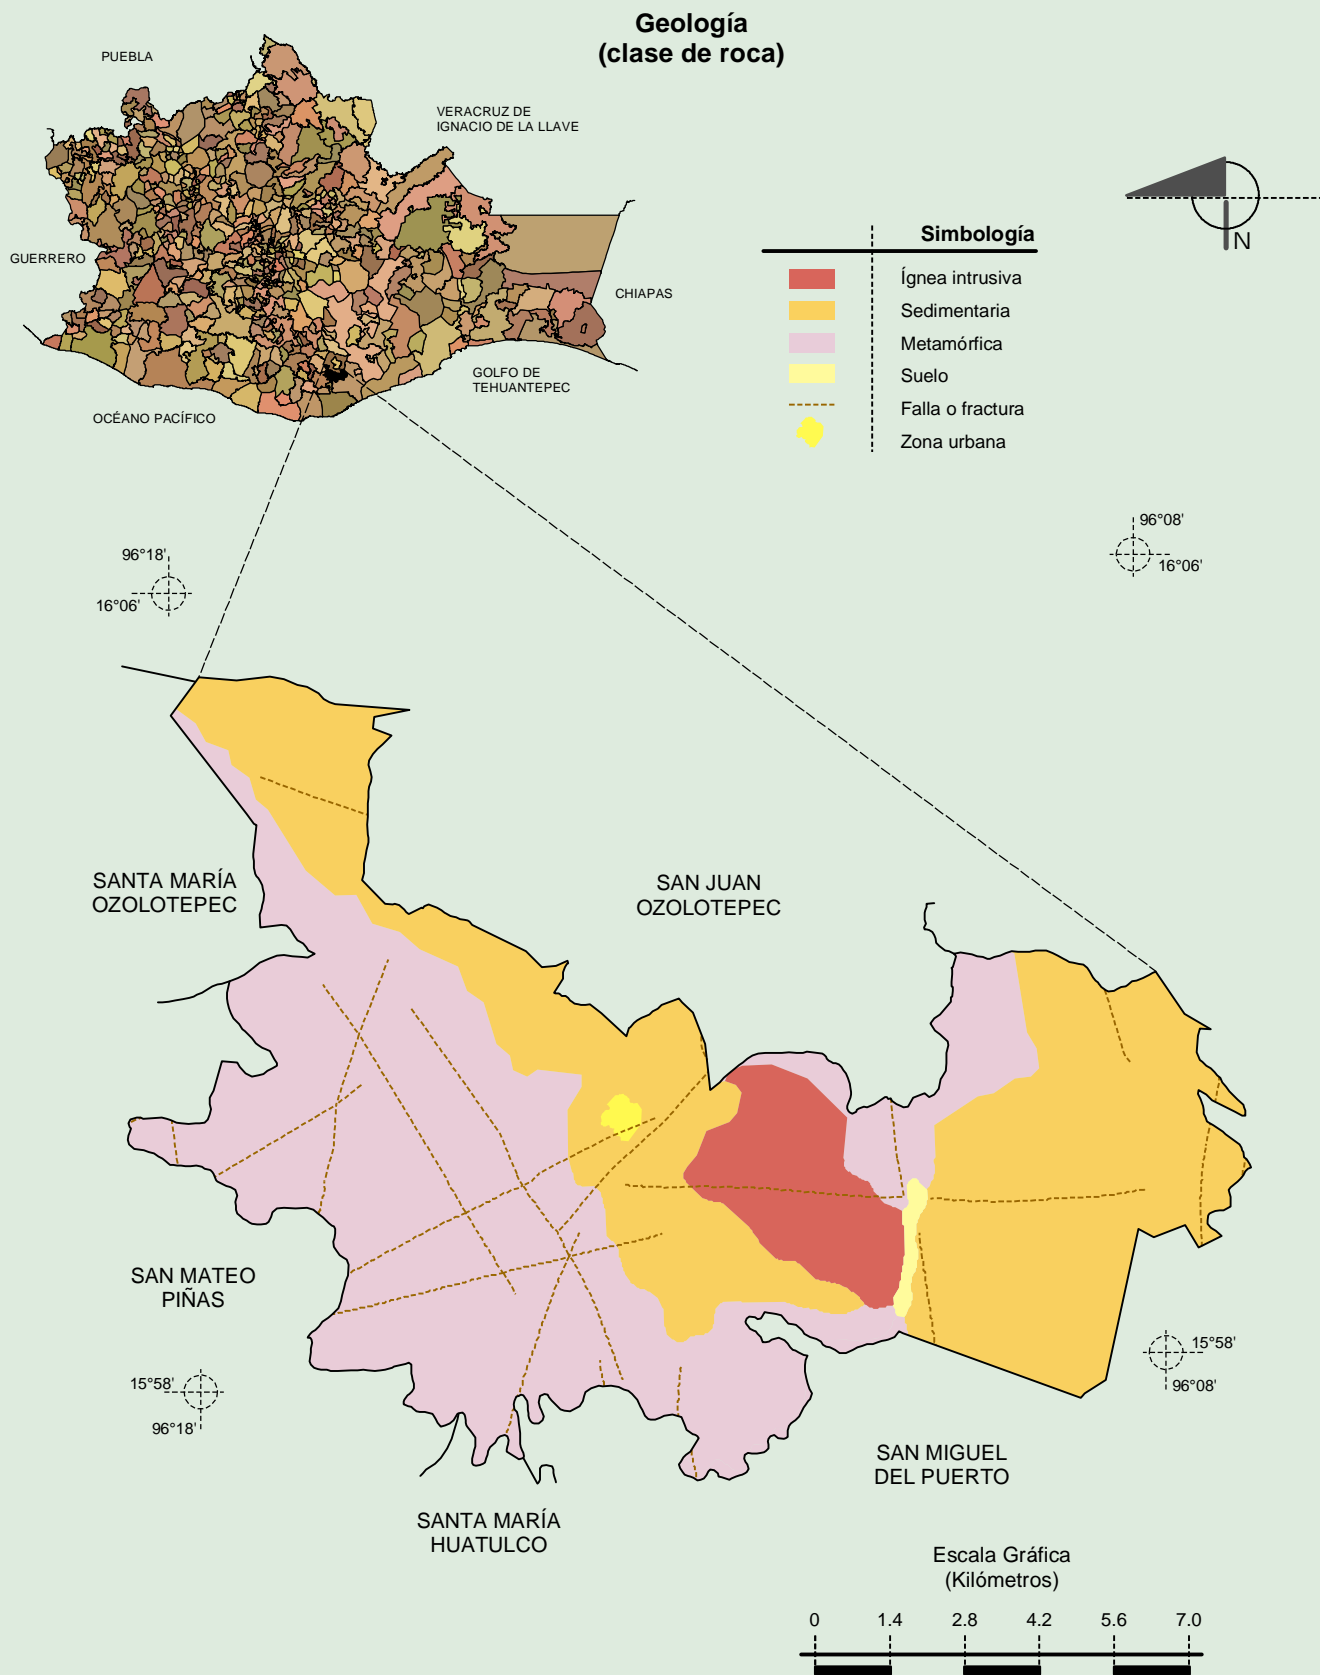 Geología
(clase de roca)
PUEBLA
VERACRUZ DE
IGNACIO DE LA LLAVE
GUERRERO
CHIAPAS
GOLFO DE
TEHUANTEPEC
OCÉANO PACÍFICO
N
Simbología
Ígnea intrusiva
Sedimentaria
Metamórfica
Suelo
Falla o fractura
Zona urbana
96°18'
16°06'
96°08'
16°06'
SANTA MARÍA
OZOLOTEPEC
SAN JUAN
OZOLOTEPEC
SAN MATEO
PIÑAS
15°58'
96°18'
15°58'
96°08'
SAN MIGUEL
DEL PUERTO
SANTA MARÍA
HUATULCO
Escala Gráfica
(Kilómetros)
0 1.4 2.8 4.2 5.6 7.0